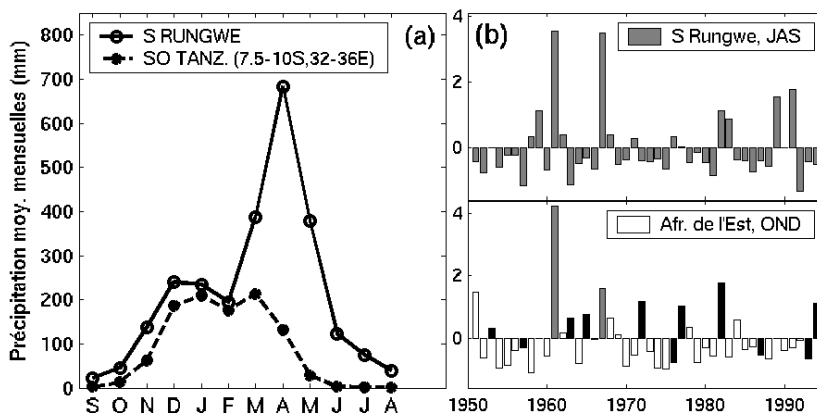 Précipitation moy. mensuelles (mm)
800
700
600
500
400
300
200
100
0
S RUNGWE
SO TANZ. (7.5-10S,32-36E)
(a)
S O N D J F M A M J J A
(b)
S Rungwe, JAS
4
2
0
Afr. de l'Est, OND
4
2
0
1950 1960 1970 1980 1990